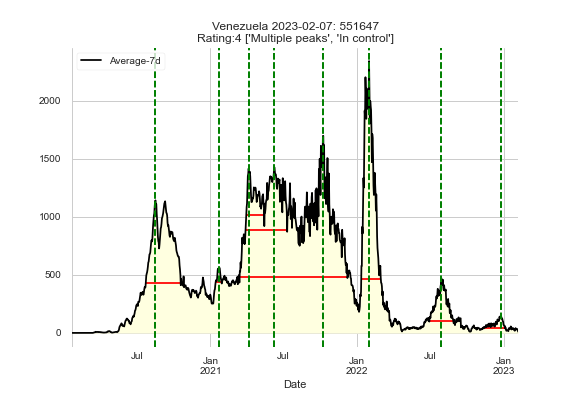 Venezuela 2023-02-07: 551647
Rating:4 ['Multiple peaks', 'In control']
Average-7d
2000
1500
1000
500
0
Jul
Jan
2021
Jul
Jan
2022
Jul
Jan
2023
Date